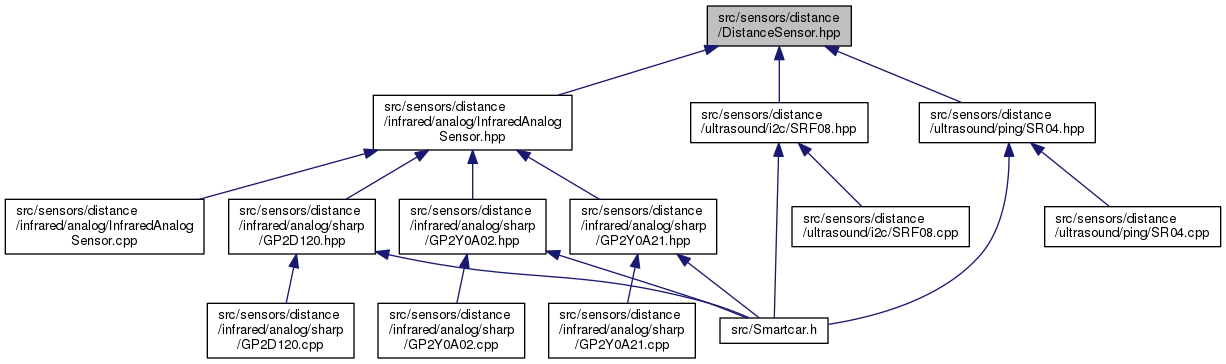 src/sensors/distance
/DistanceSensor.hpp
src/sensors/distance
/infrared/analog/InfraredAnalog
Sensor.hpp
src/sensors/distance
/ultrasound/i2c/SRF08.hpp
src/sensors/distance
/ultrasound/ping/SR04.hpp
src/sensors/distance
/infrared/analog/InfraredAnalog
Sensor.cpp
src/sensors/distance
/infrared/analog/sharp
/GP2D120.hpp
src/sensors/distance
/infrared/analog/sharp
/GP2Y0A02.hpp
src/sensors/distance
/infrared/analog/sharp
/GP2Y0A21.hpp
src/sensors/distance
/ultrasound/i2c/SRF08.cpp
src/sensors/distance
/ultrasound/ping/SR04.cpp
src/sensors/distance
/infrared/analog/sharp
/GP2D120.cpp
src/sensors/distance
/infrared/analog/sharp
/GP2Y0A02.cpp
src/sensors/distance
/infrared/analog/sharp
/GP2Y0A21.cpp
src/Smartcar.h